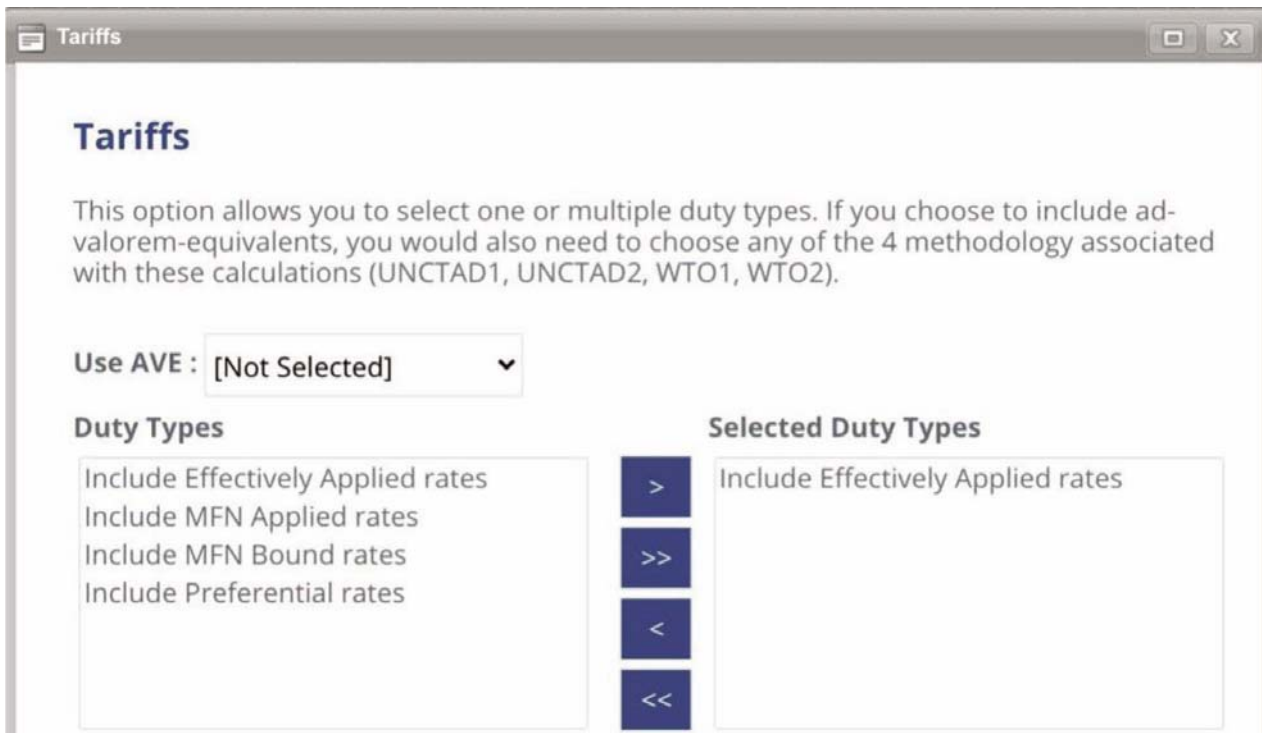 Tariffs
Tariffs
This option allows you to select one or multiple duty types. If you choose to include ad-
valorem-equivalents, you would also need to choose any of the 4 methodology associated
with these calculations (UNCTAD1, UNCTAD2, WTO1, WTO2).
Use AVE : [Not Selected]
Duty Types
Selected Duty Types
Include Effectively Applied rates
Include MFN Applied rates
Include MFN Bound rates
Include Preferential rates
>
>>
<
<<
Include Effectively Applied rates